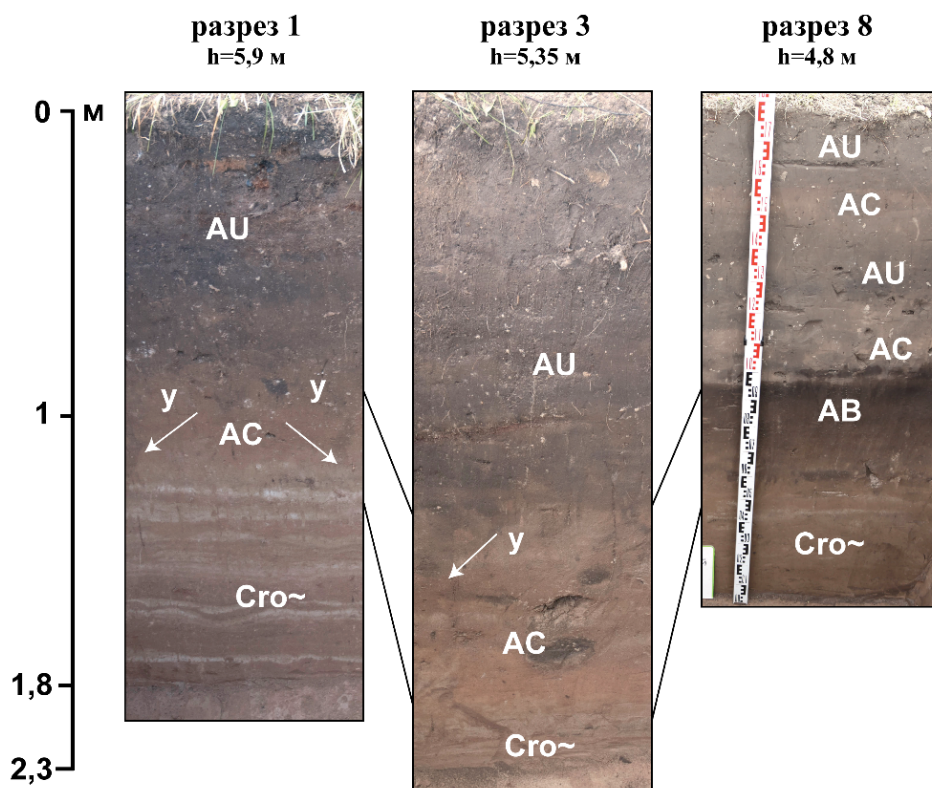 разрез 1
h=5,9 м
разрез 3
h=5,35 м
разрез 8
h=4,8 м
0 м
1
1,8
2,3
AU
y
y
AC
Cro~
AU
y
AC
Cro~
AU
AC
AU
AC
AB
Cro~